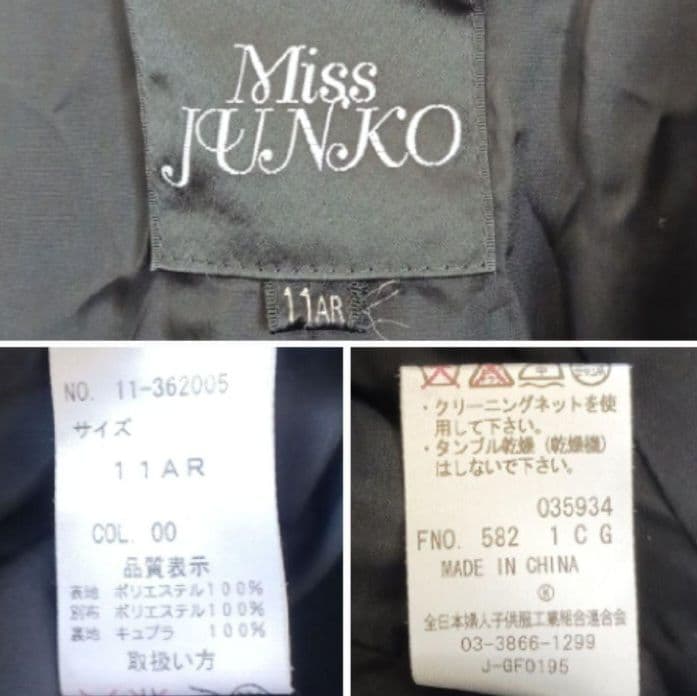 Miss
JUNKO
11AR
NO. 11-362005
サイズ
11AR
COL. 00
品質表示
表地 ポリエステル100%
別布 ポリエステル100%
裏地 キュプラ 100%
取扱い方
中
・クリーニングネットを使
用して下さい。
・タンブル乾燥(乾燥機)
はしないで下さい。
035934
FNO. 582 1 C G
MADE IN CHINA
全日本婦人子供服工業組合連合会
03-3866-1299
J-GF0195